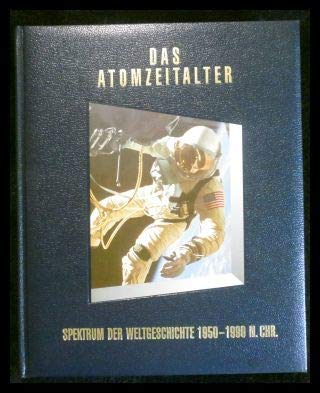 DAS
ATOMZEITALTER
SPEKTRUM DER WELTGESCHICHTE 1950–1990 N. CHR.